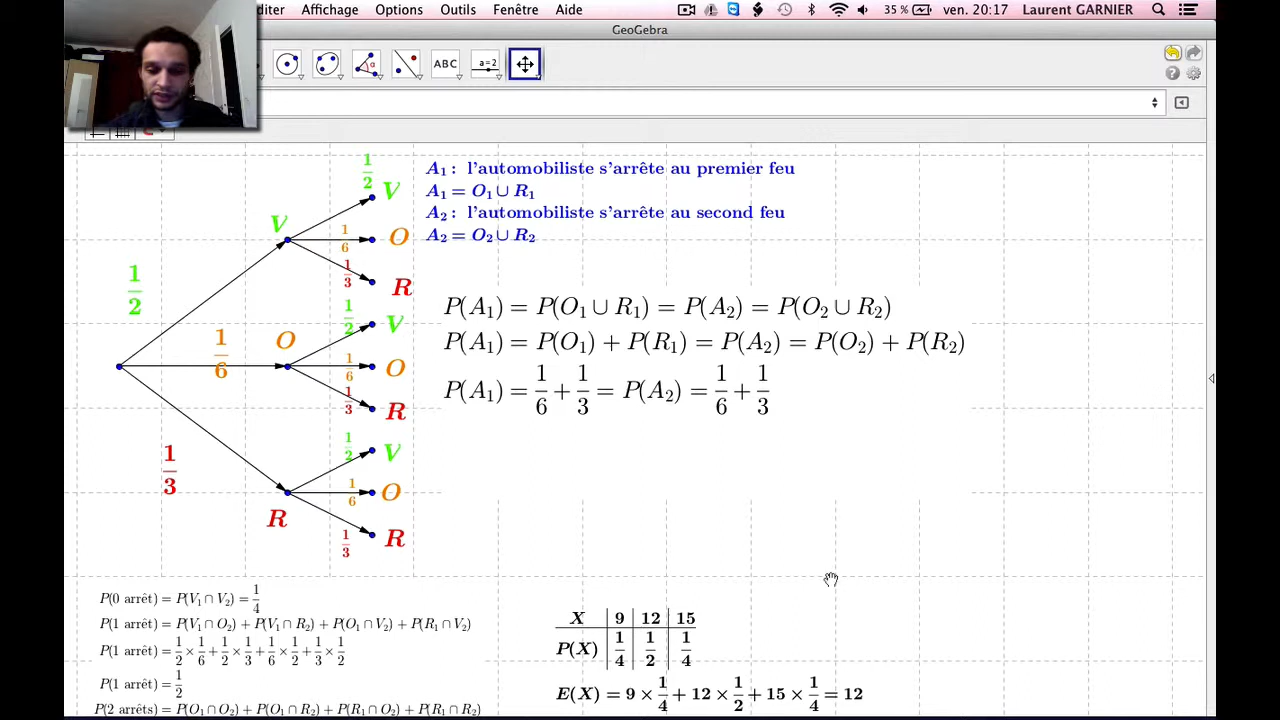 diter Affichage Options Outils Fenêtre Aide 35 % ven. 20:17 Laurent GARNIER
GeoGebra
ABC a=2
A₁ : l'automobiliste s'arrête au premier feu
A₁ = O₁ ∪ R₁
A₂ : l'automobiliste s'arrête au second feu
A₂ = O₂ ∪ R₂
1/2 V
V
1/6 O
1/3 R
1/2
1/2 V
1/6 O
1/6 O
1/3 R
1/3
1/2 V
1/6 O
R
1/3 R
P(A₁) = P(O₁ ∪ R₁) = P(A₂) = P(O₂ ∪ R₂)
P(A₁) = P(O₁) + P(R₁) = P(A₂) = P(O₂) + P(R₂)
P(A₁) = 1/6 + 1/3 = P(A₂) = 1/6 + 1/3
P(0 arrêt) = P(V₁ ∩ V₂) = 1/4
P(1 arrêt) = P(V₁ ∩ O₂) + P(V₁ ∩ R₂) + P(O₁ ∩ V₂) + P(R₁ ∩ V₂)
P(1 arrêt) = 1/2 × 1/6 + 1/2 × 1/3 + 1/6 × 1/2 + 1/3 × 1/2
P(1 arrêt) = 1/2
P(2 arrêts) = P(O₁ ∩ O₂) + P(O₁ ∩ R₂) + P(R₁ ∩ O₂) + P(R₁ ∩ R₂)
X 9 12 15
P(X) 1/4 1/2 1/4
E(X) = 9 × 1/4 + 12 × 1/2 + 15 × 1/4 = 12